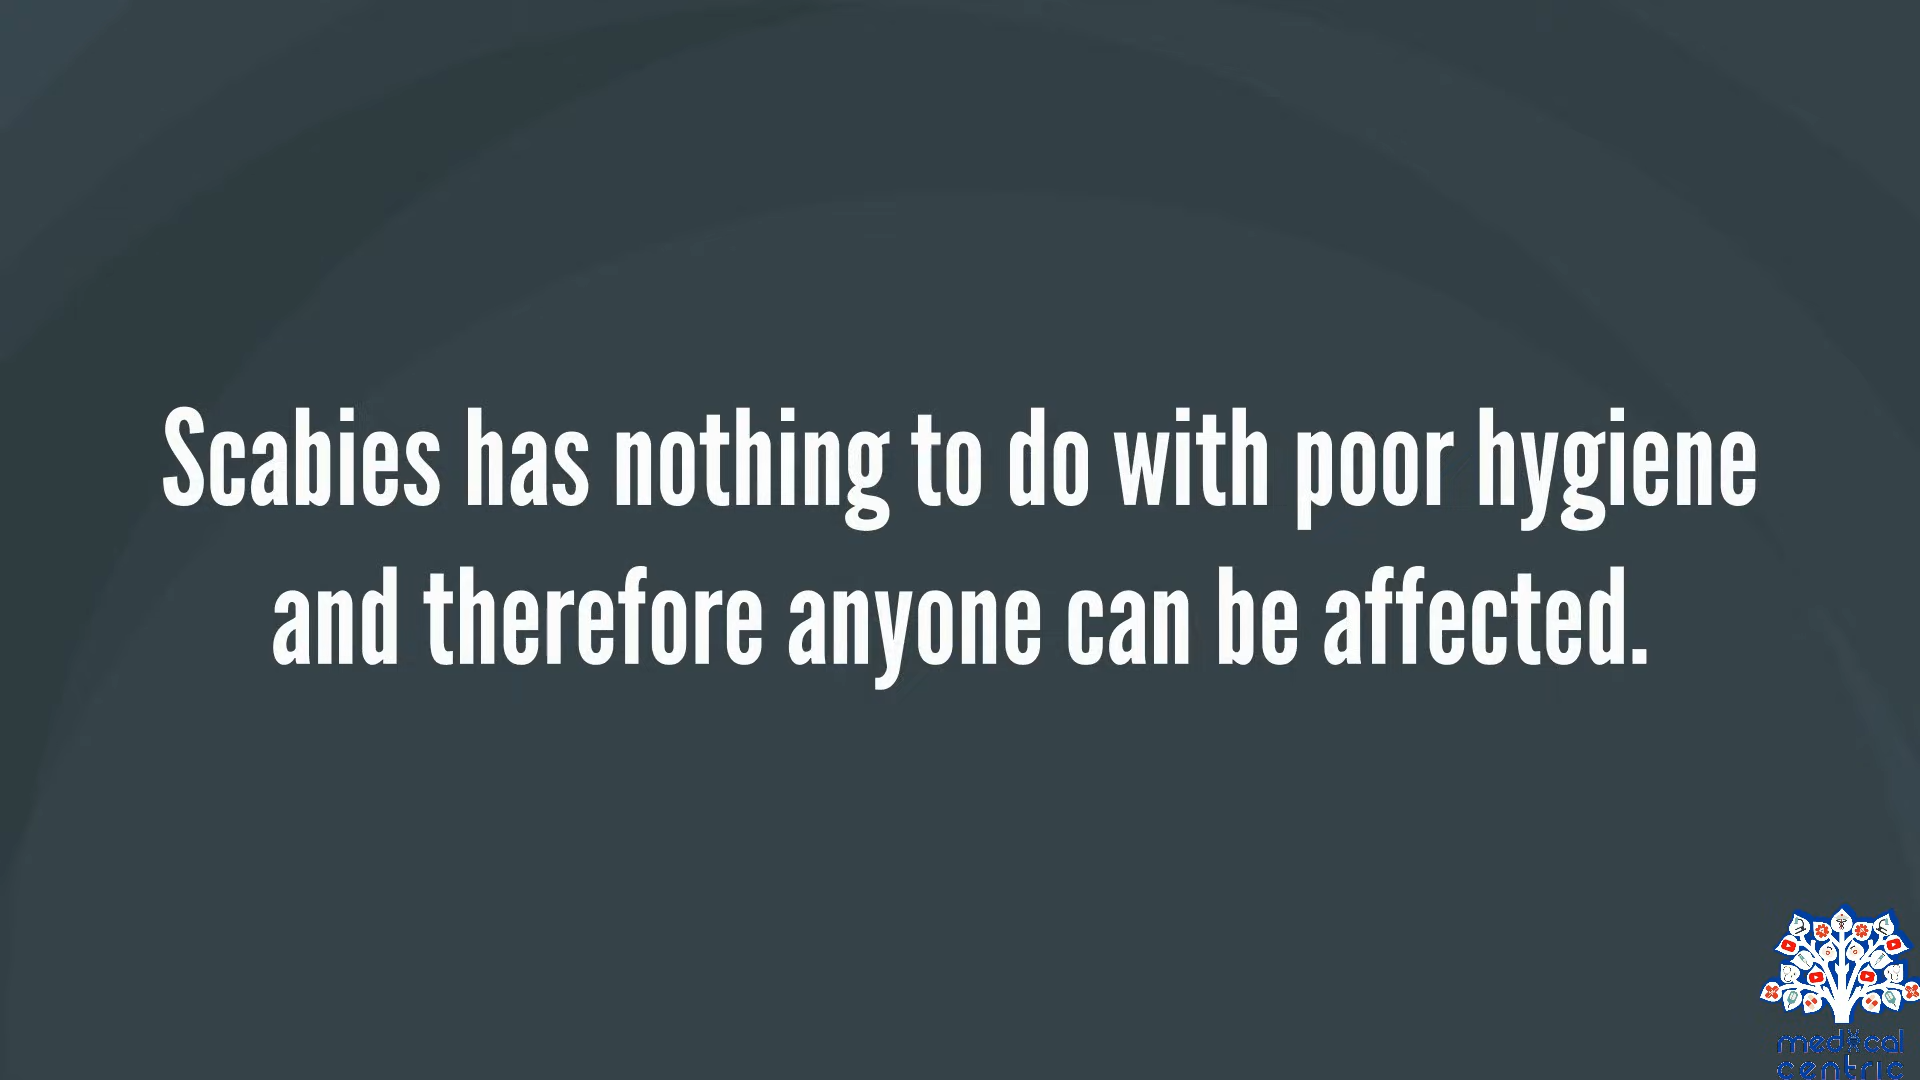 Scabies has nothing to do with poor hygiene
and therefore anyone can be affected.
medical
centric